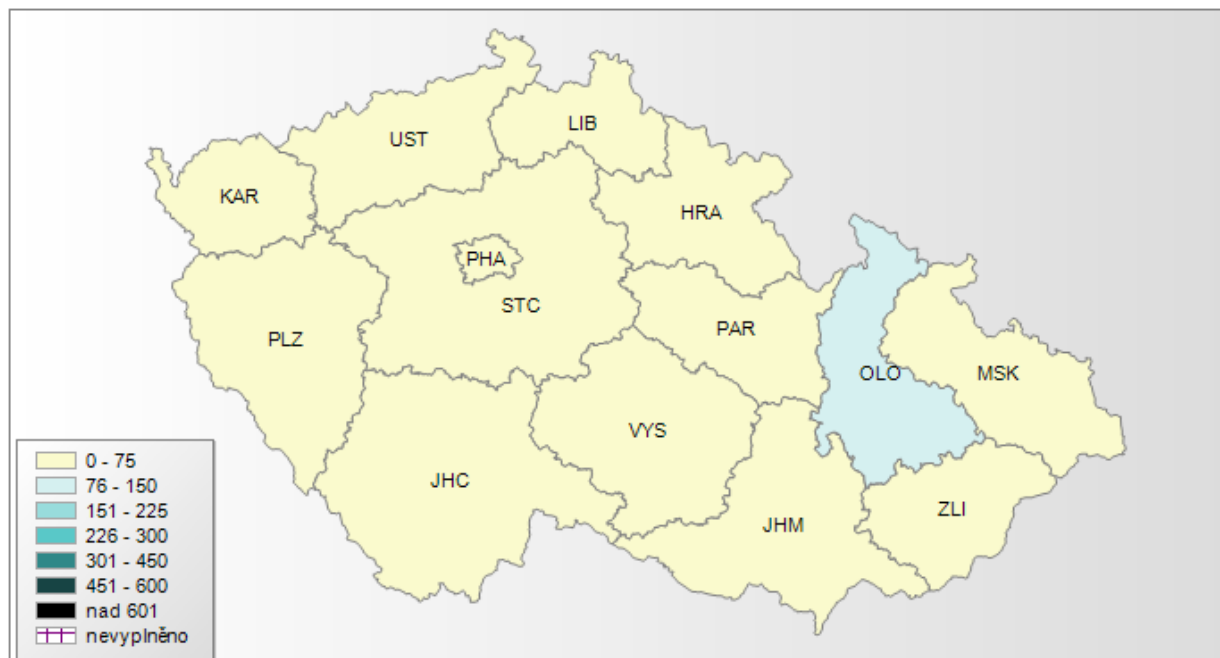 LIB
UST
KAR
HRA
PHA
STC
PAR
PLZ
OLO
MSK
VYS
JHC
ZLI
JHM
0 - 75
76 - 150
151 - 225
226 - 300
301 - 450
451 - 600
nad 601
nevyplněno